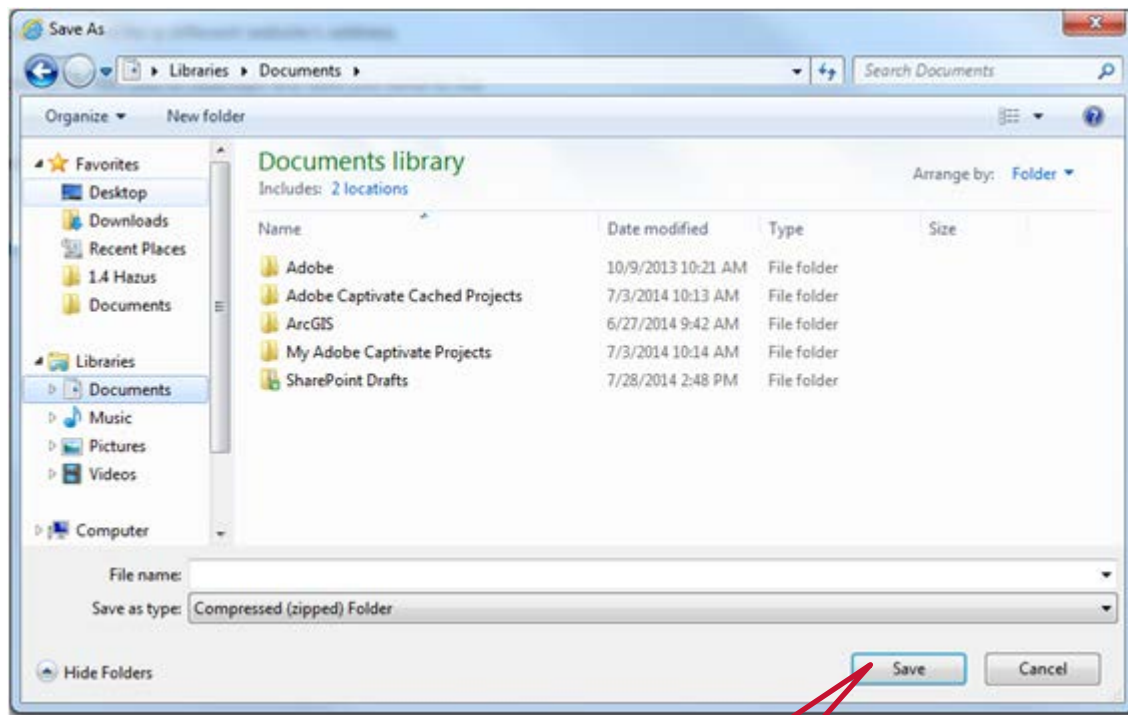 Save As
Libraries Documents
Search Documents
Organize New folder
Favorites
Desktop
Downloads
Recent Places
1.4 Hazus
Documents
Libraries
Documents
Music
Pictures
Videos
Computer
Documents library
Includes: 2 locations
Arrange by: Folder
Name Date modified Type Size
Adobe 10/9/2013 10:21 AM File folder
Adobe Captivate Cached Projects 7/3/2014 10:13 AM File folder
ArcGIS 6/27/2014 9:42 AM File folder
My Adobe Captivate Projects 7/3/2014 10:14 AM File folder
SharePoint Drafts 7/28/2014 2:48 PM File folder
File name:
Save as type: Compressed (zipped) Folder
Hide Folders
Save Cancel